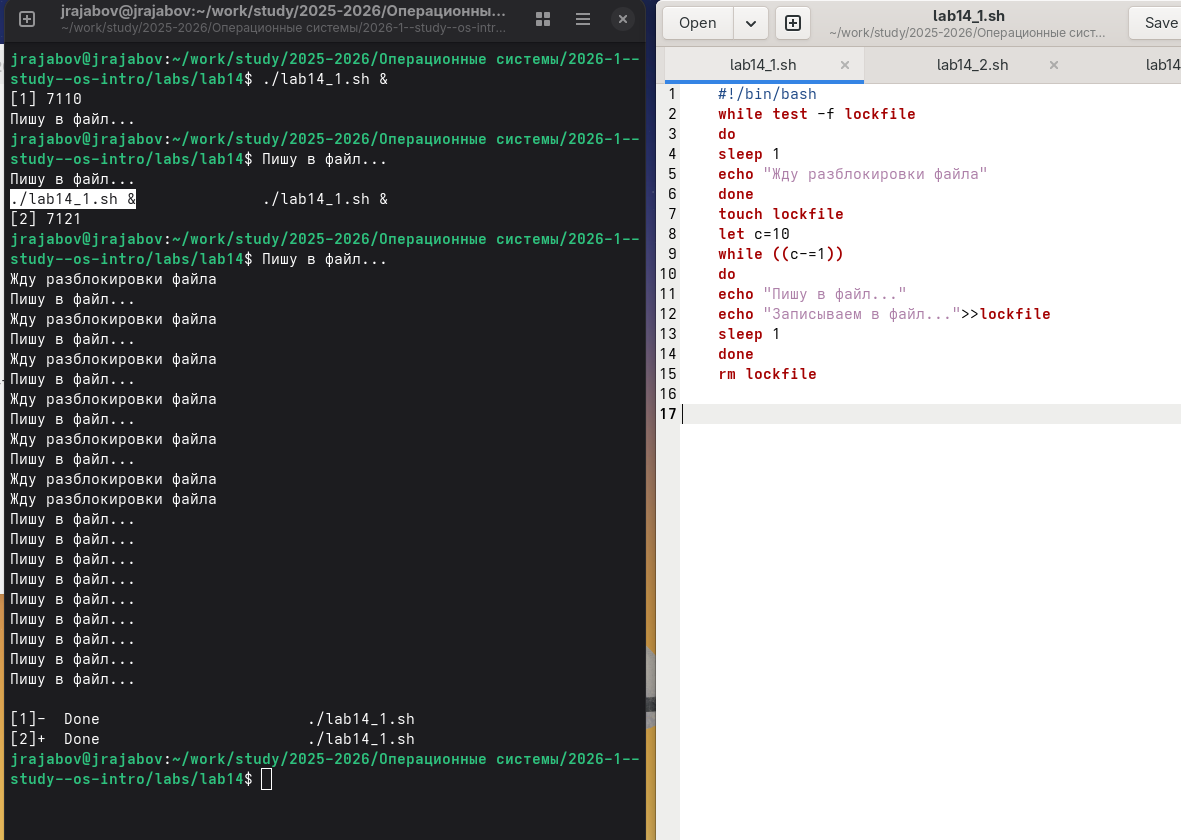 jrajabov@jrajabov:~/work/study/2025-2026/Операционны...
~/work/study/2025-2026/Операционные системы/2026-1--study--os-intr...
jrajabov@jrajabov:~/work/study/2025-2026/Операционные системы/2026-1--
study--os-intro/labs/lab14$ ./lab14_1.sh &
[1] 7110
Пишу в файл...
jrajabov@jrajabov:~/work/study/2025-2026/Операционные системы/2026-1--
study--os-intro/labs/lab14$ Пишу в файл...
Пишу в файл...
./lab14_1.sh &              ./lab14_1.sh &
[2] 7121
jrajabov@jrajabov:~/work/study/2025-2026/Операционные системы/2026-1--
study--os-intro/labs/lab14$ Пишу в файл...
Жду разблокировки файла
Пишу в файл...
Жду разблокировки файла
Пишу в файл...
Жду разблокировки файла
Пишу в файл...
Жду разблокировки файла
Пишу в файл...
Жду разблокировки файла
Пишу в файл...
Жду разблокировки файла
Жду разблокировки файла
Пишу в файл...
Пишу в файл...
Пишу в файл...
Пишу в файл...
Пишу в файл...
Пишу в файл...
Пишу в файл...
Пишу в файл...
Пишу в файл...
[1]-  Done                       ./lab14_1.sh
[2]+  Done                       ./lab14_1.sh
jrajabov@jrajabov:~/work/study/2025-2026/Операционные системы/2026-1--
study--os-intro/labs/lab14$
Open
lab14_1.sh
~/work/study/2025-2026/Операционные сист...
Save
lab14_1.sh × lab14_2.sh × lab14
1 #!/bin/bash
2 while test -f lockfile
3 do
4 sleep 1
5 echo "Жду разблокировки файла"
6 done
7 touch lockfile
8 let c=10
9 while ((c-=1))
10 do
11 echo "Пишу в файл..."
12 echo "Записываем в файл...">>lockfile
13 sleep 1
14 done
15 rm lockfile
16
17